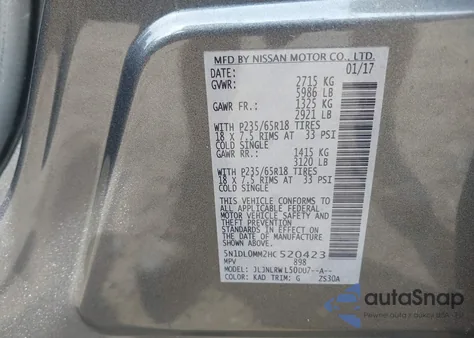 MFD BY NISSAN MOTOR CO., LTD.
DATE: 01/17
GVWR: 2715 KG
5986 LB
GAWR FR.: 1325 KG
2921 LB
WITH P235/65R18 TIRES
18 x 7.5 RIMS AT 33 PSI
COLD SINGLE
GAWR RR: 1415 KG
3120 LB
WITH P235/65R18 TIRES
18 x 7.5 RIMS AT 33 PSI
COLD SINGLE
THIS VEHICLE CONFORMS TO
ALL APPLICABLE FEDERAL
MOTOR VEHICLE SAFETY AND THEFT PREVENTION
STANDARDS IN EFFECT ON
THE DATE OF MANUFACTURE
SHOWN ABOVE.
5N1DL0MM2HC520423
MPV 898
MODEL:
COLOR: KAD TRIM: G
autoSnap